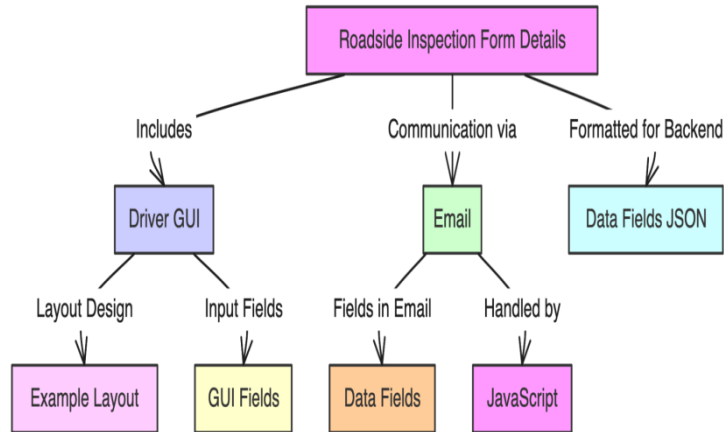 Roadside Inspection Form Details
Includes
Communication via
Formatted for Backend
Driver GUI
Email
Data Fields JSON
Layout Design
Input Fields
Fields in Email
Handled by
Example Layout
GUI Fields
Data Fields
JavaScript